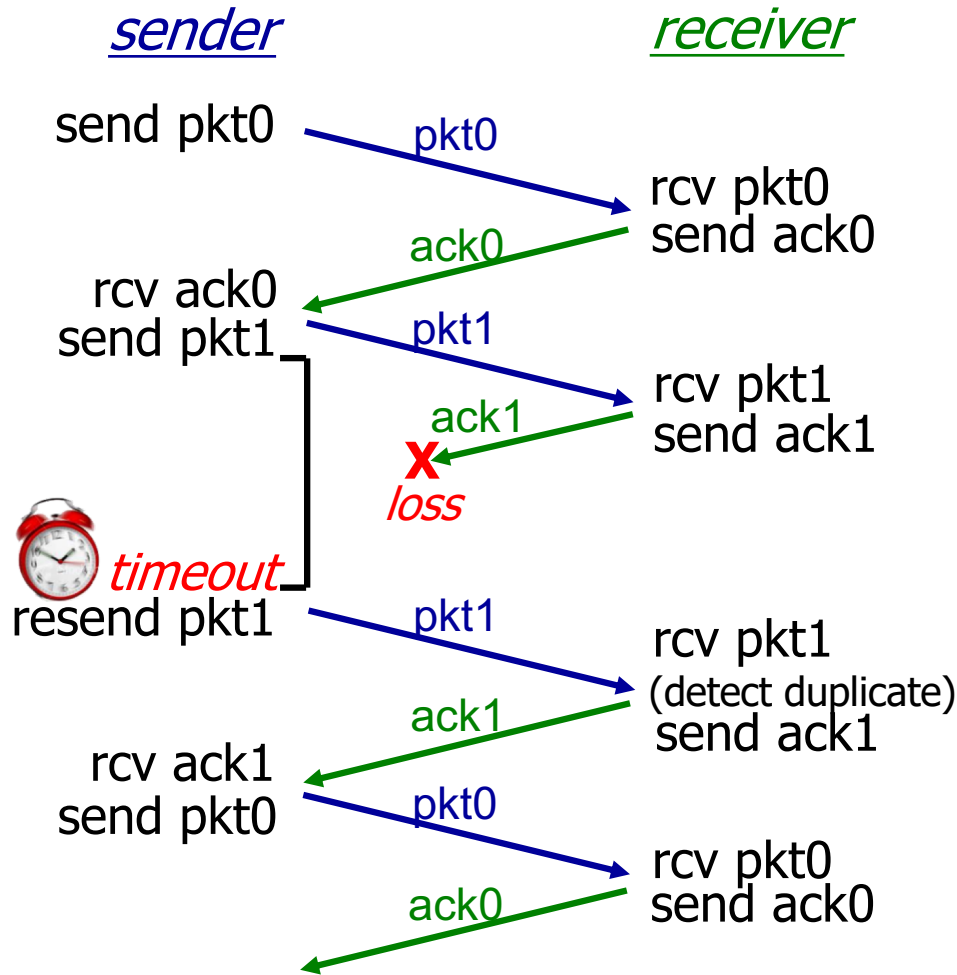 sender
receiver
send pkt0
pkt0
rcv pkt0
send ack0
ack0
rcv ack0
send pkt1
pkt1
rcv pkt1
send ack1
ack1
X
loss
timeout
resend pkt1
pkt1
rcv pkt1
(detect duplicate)
send ack1
ack1
rcv ack1
send pkt0
pkt0
rcv pkt0
send ack0
ack0